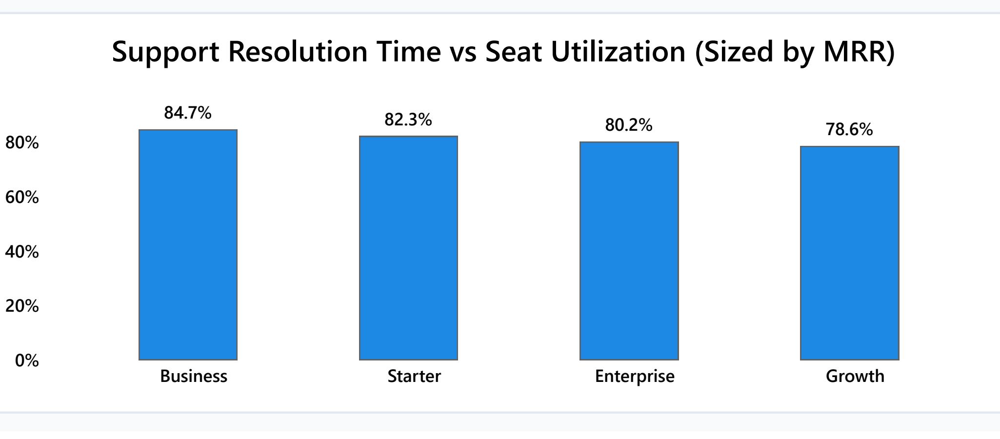 Support Resolution Time vs Seat Utilization (Sized by MRR)
84.7%
82.3%
80.2%
78.6%
80%
60%
40%
20%
0%
Business
Starter
Enterprise
Growth